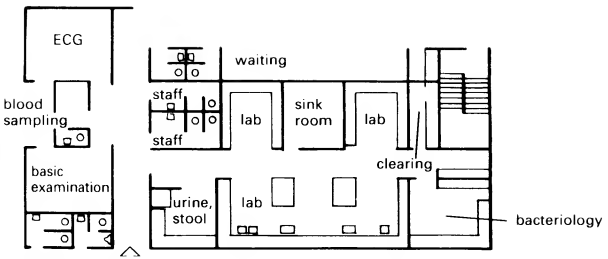 ECG
waiting
blood
sampling
staff
lab
sink
room
lab
staff
clearing
basic
examination
urine,
stool
lab
bacteriology